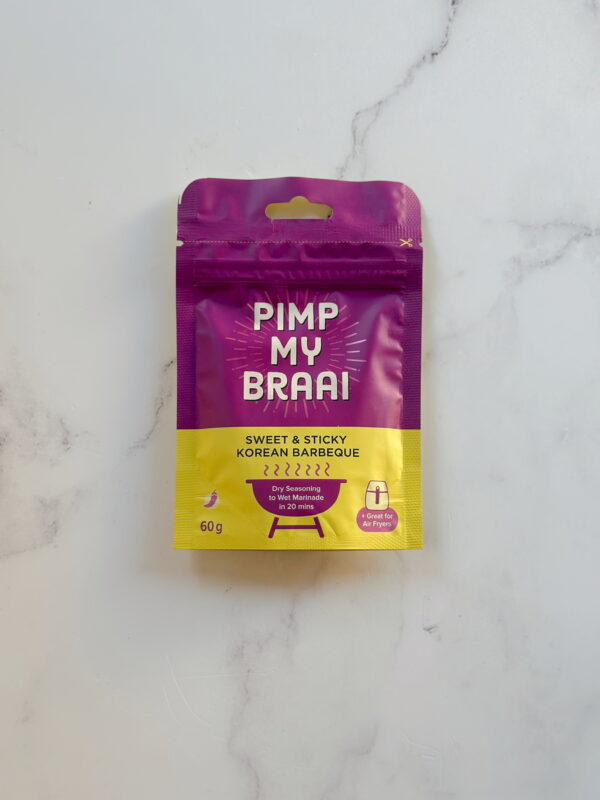 PIMP
MY
BRAAI
SWEET & STICKY
KOREAN BARBEQUE
Dry Seasoning
to Wet Marinade
in 20 mins
60g
+ Great for
Air Fryers